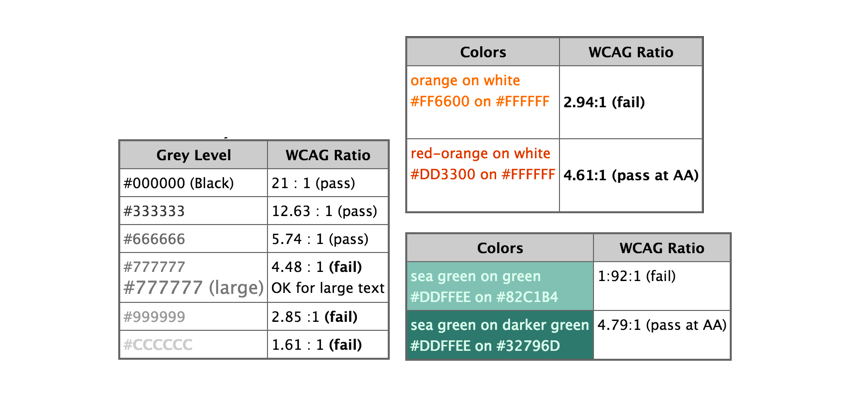 Grey Level WCAG Ratio
#000000 (Black) 21 : 1 (pass)
#333333 12.63 : 1 (pass)
#666666 5.74 : 1 (pass)
#777777 4.48 : 1 (fail)
#777777 (large) OK for large text
#999999 2.85 :1 (fail)
#CCCCCC 1.61 : 1 (fail)
Colors WCAG Ratio
orange on white
#FF6600 on #FFFFFF 2.94:1 (fail)
red-orange on white
#DD3300 on #FFFFFF 4.61:1 (pass at AA)
Colors WCAG Ratio
sea green on green 1:92:1 (fail)
#DDFFEE on #82C1B4
sea green on darker green 4.79:1 (pass at AA)
#DDFFEE on #32796D